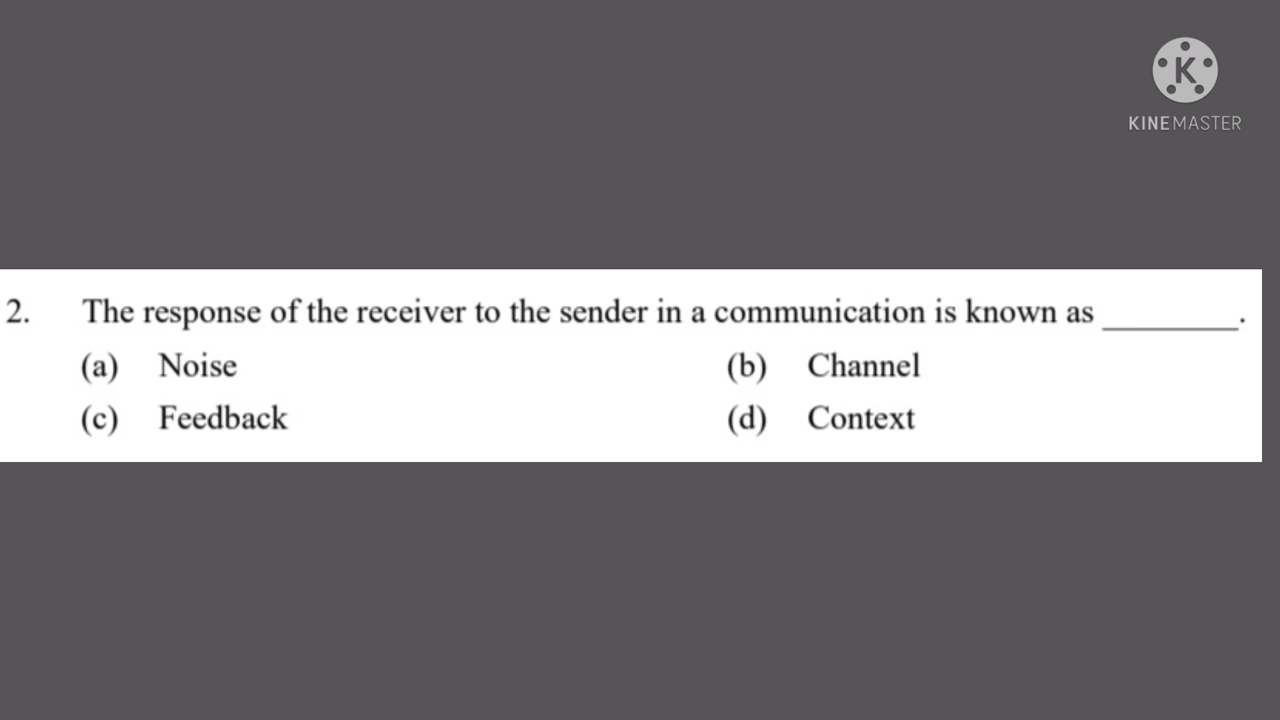 K
KINEMASTER
2. The response of the receiver to the sender in a communication is known as ________.
(a) Noise (b) Channel
(c) Feedback (d) Context